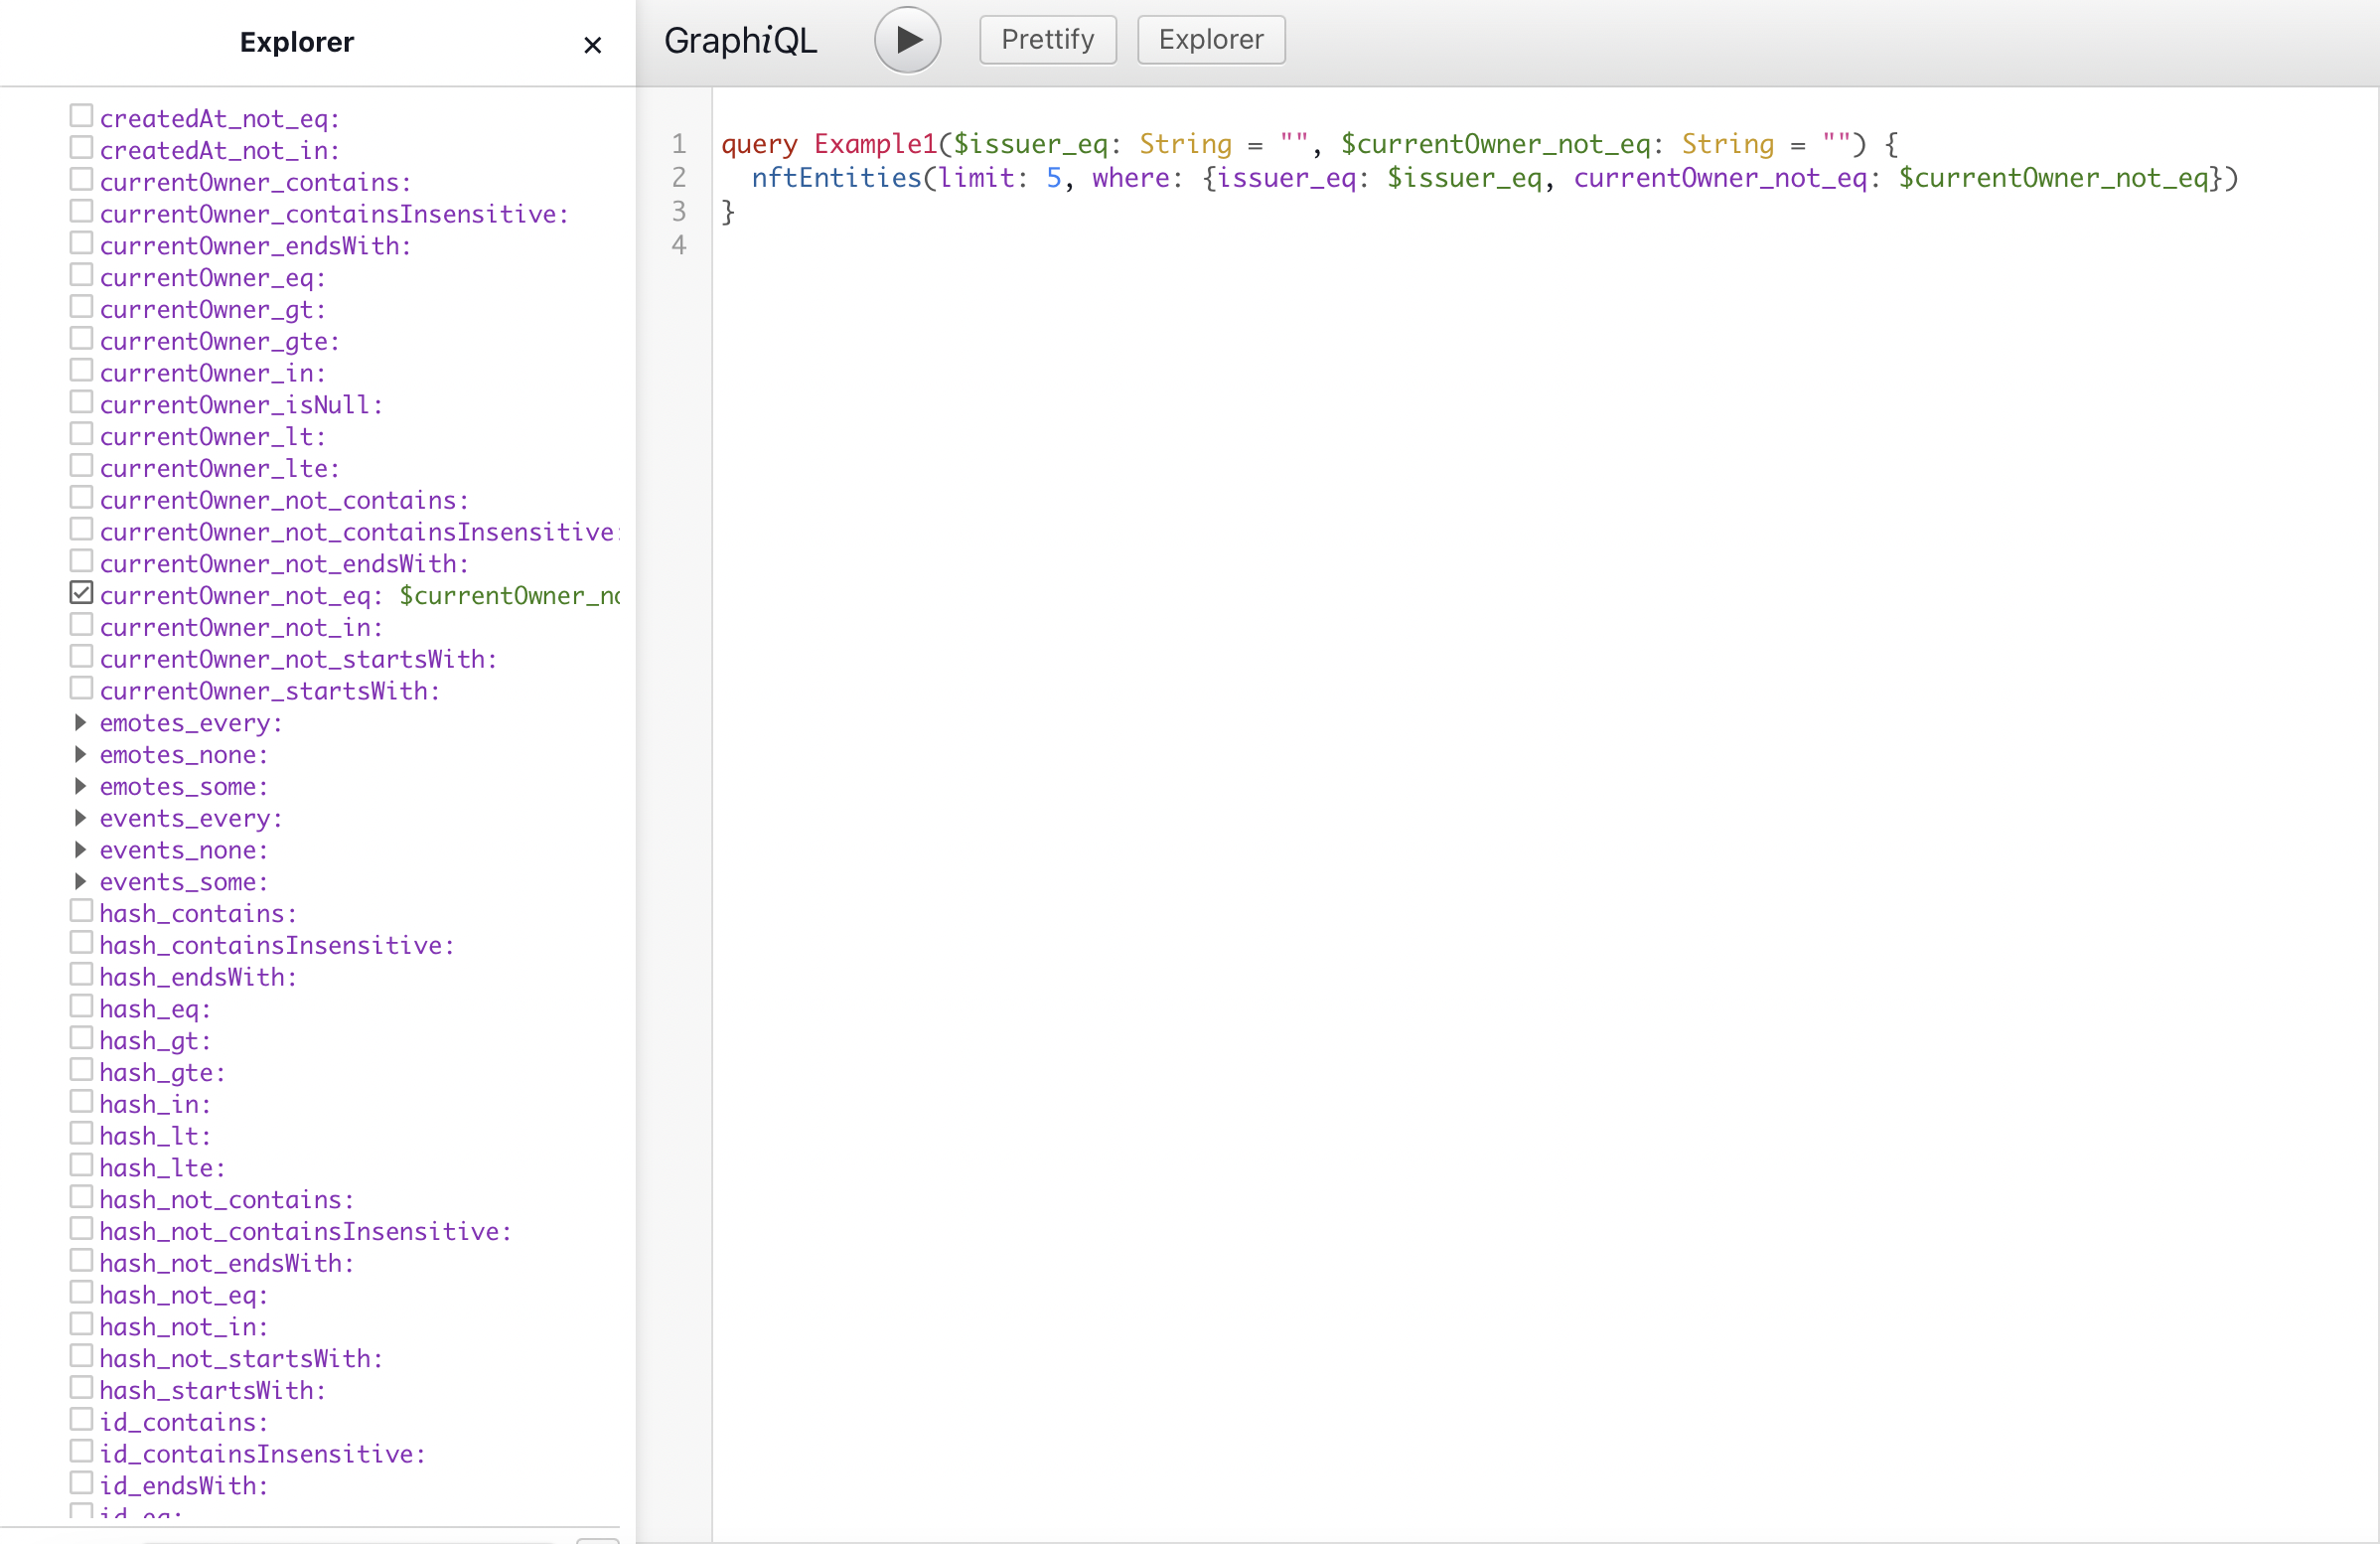 Explorer ×
createdAt_not_eq:
createdAt_not_in:
currentOwner_contains:
currentOwner_containsInsensitive:
currentOwner_endsWith:
currentOwner_eq:
currentOwner_gt:
currentOwner_gte:
currentOwner_in:
currentOwner_isNull:
currentOwner_lt:
currentOwner_lte:
currentOwner_not_contains:
currentOwner_not_containsInsensitive:
currentOwner_not_endsWith:
currentOwner_not_eq: $currentOwner_no
currentOwner_not_in:
currentOwner_not_startsWith:
currentOwner_startsWith:
emotes_every:
emotes_none:
emotes_some:
events_every:
events_none:
events_some:
hash_contains:
hash_containsInsensitive:
hash_endsWith:
hash_eq:
hash_gt:
hash_gte:
hash_in:
hash_lt:
hash_lte:
hash_not_contains:
hash_not_containsInsensitive:
hash_not_endsWith:
hash_not_eq:
hash_not_in:
hash_not_startsWith:
hash_startsWith:
id_contains:
id_containsInsensitive:
id_endsWith:
id_eq:
GraphiQL Prettify Explorer
1 query Example1($issuer_eq: String = "", $currentOwner_not_eq: String = "") {
2 nftEntities(limit: 5, where: {issuer_eq: $issuer_eq, currentOwner_not_eq: $currentOwner_not_eq})
3 }
4